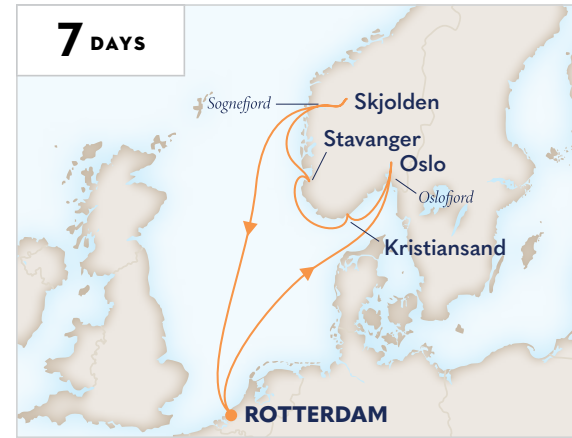 7 DAYS
Sognefjord
Skjolden
Stavanger
Oslo
Oslofjord
Kristiansand
ROTTERDAM